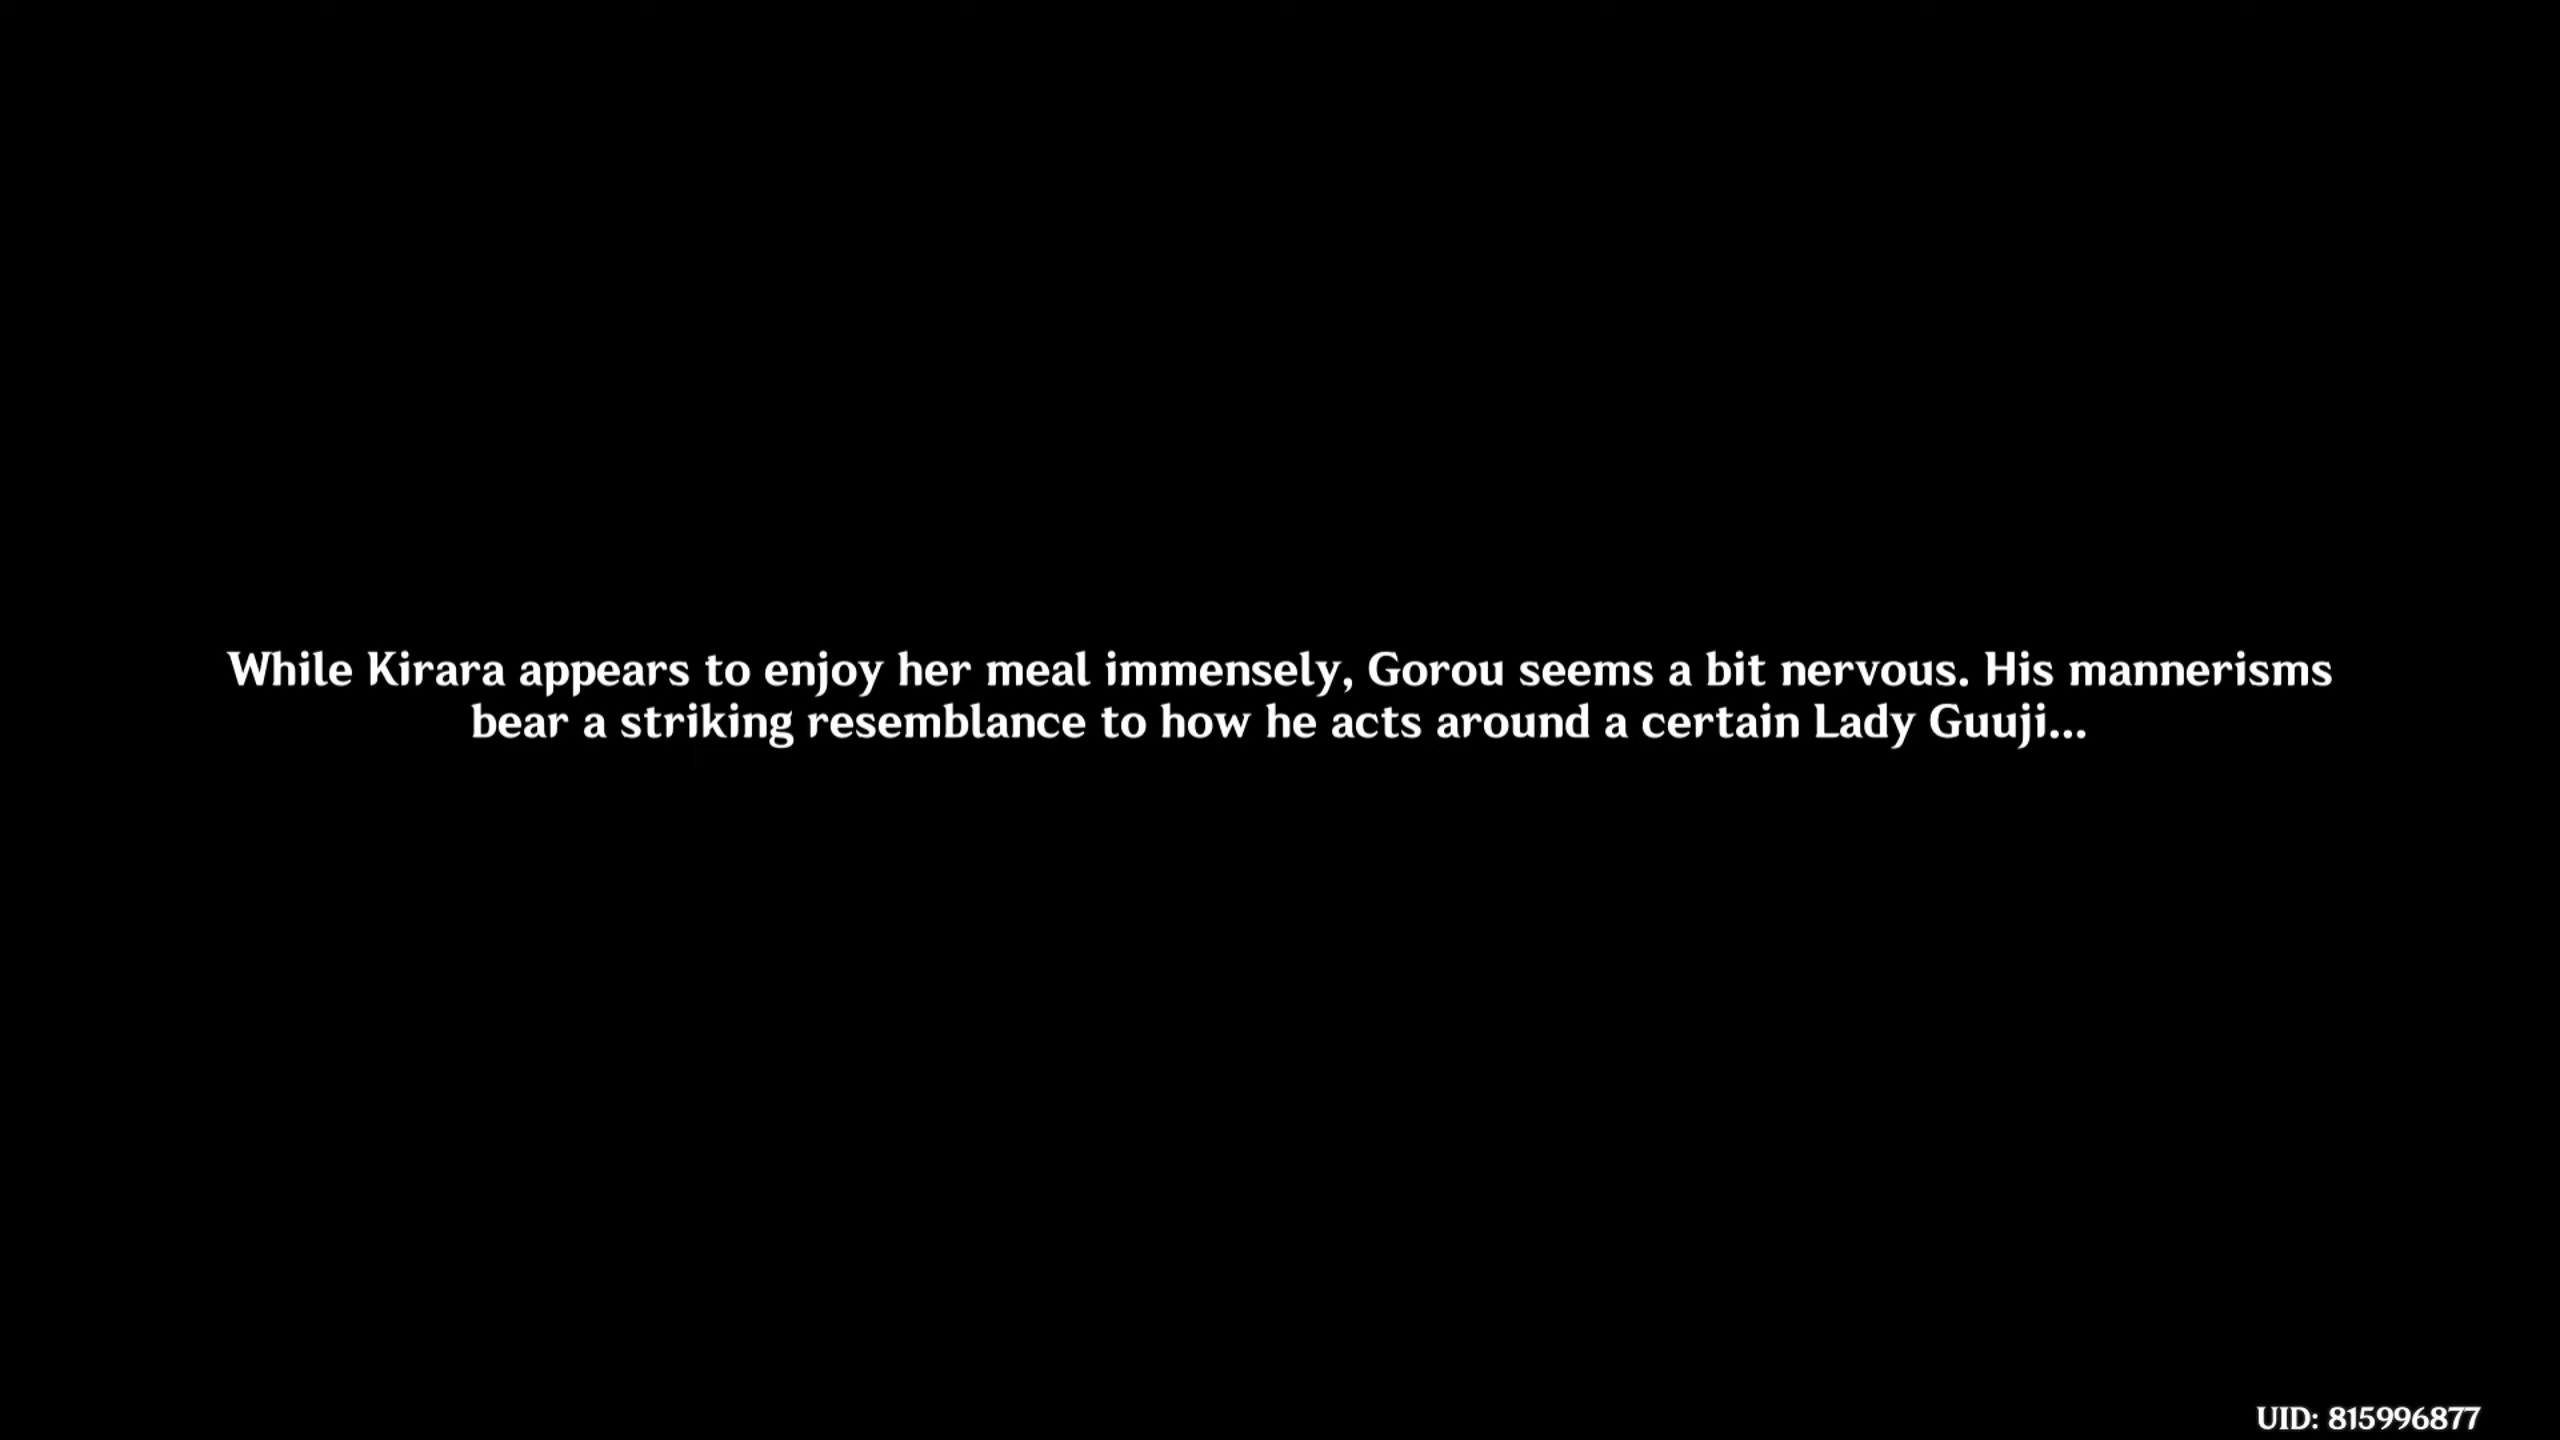 While Kirara appears to enjoy her meal immensely, Gorou seems a bit nervous. His mannerisms
bear a striking resemblance to how he acts around a certain Lady Guuji...
UID: 815996877